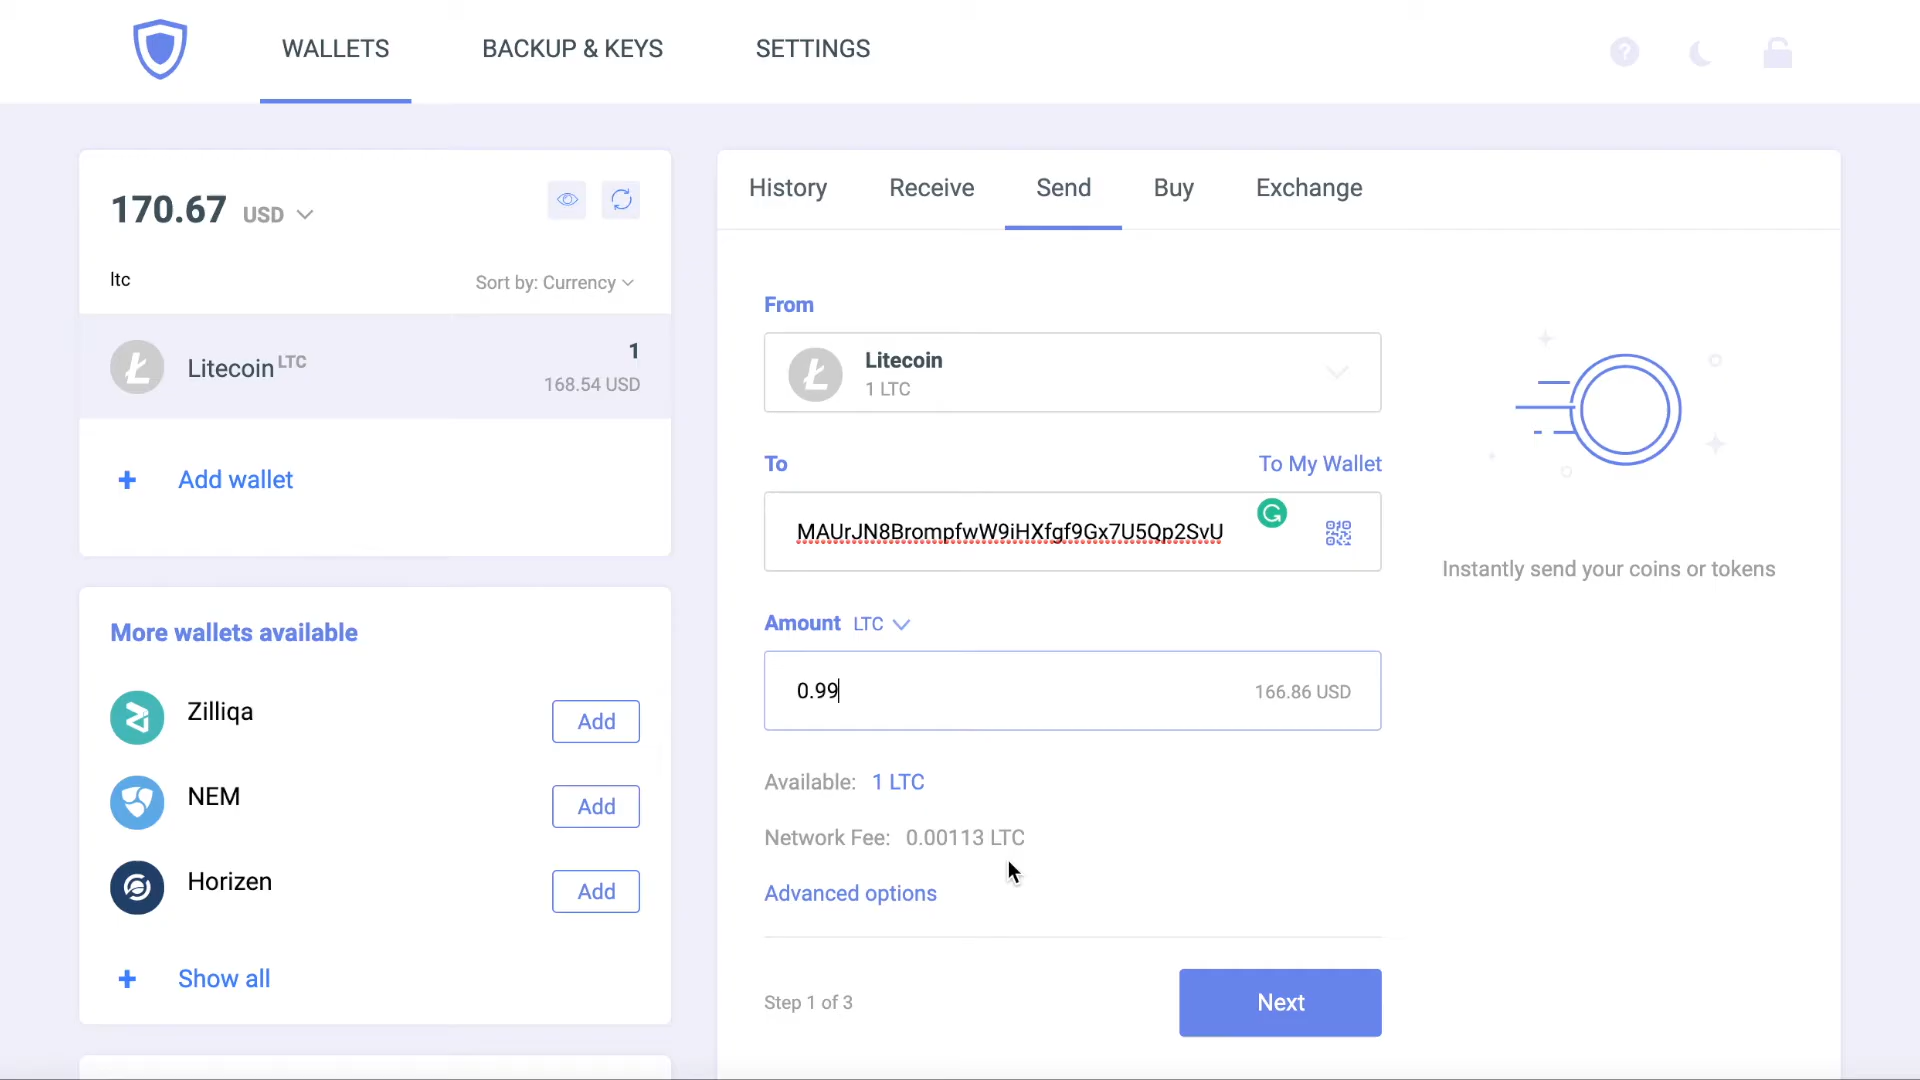 WALLETS
BACKUP & KEYS
SETTINGS
?
170.67 USD
ltc
Sort by: Currency
Litecoin LTC
1
168.54 USD
+ Add wallet
More wallets available
Zilliqa
Add
NEM
Add
Horizen
Add
+ Show all
History
Receive
Send
Buy
Exchange
From
Litecoin
1 LTC
To
To My Wallet
MAUrJN8BrompfwW9iHXfgf9Gx7U5Qp2SvU
Amount LTC
0.99
166.86 USD
Available: 1 LTC
Network Fee: 0.00113 LTC
Advanced options
Step 1 of 3
Next
Instantly send your coins or tokens